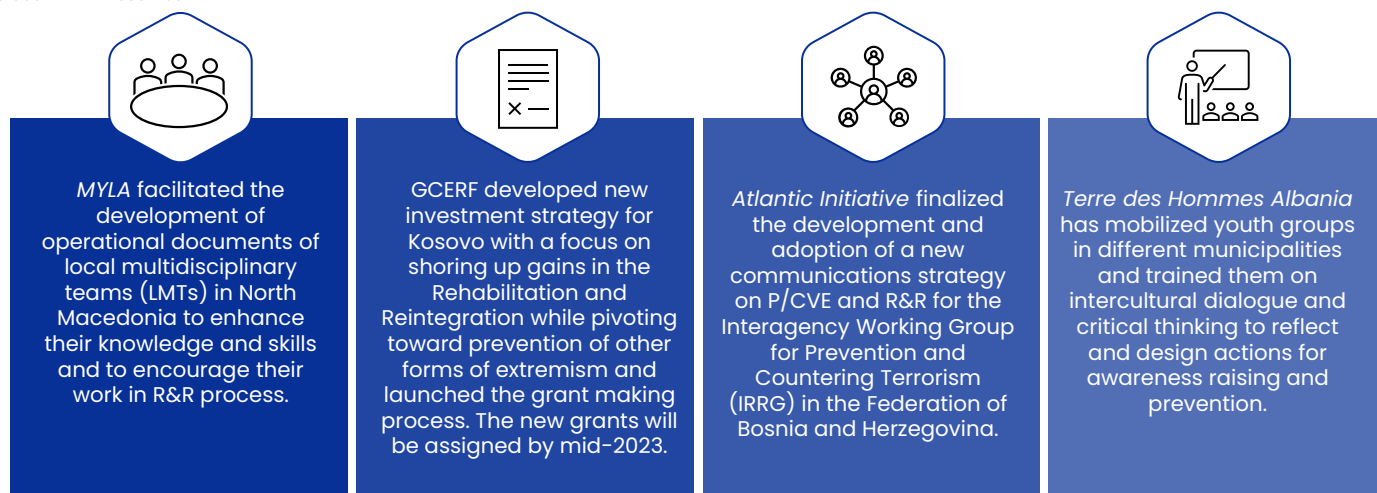 MYLA facilitated the
development of
operational documents of
local multidisciplinary
teams (LMTs) in North
Macedonia to enhance
their knowledge and skills
and to encourage their
work in R&R process.
GCERF developed new
investment strategy for
Kosovo with a focus on
shoring up gains in the
Rehabilitation and
Reintegration while pivoting
toward prevention of other
forms of extremism and
launched the grant making
process. The new grants will
be assigned by mid-2023.
Atlantic Initiative finalized
the development and
adoption of a new
communications strategy
on P/CVE and R&R for the
Interagency Working Group
for Prevention and
Countering Terrorism
(IRRG) in the Federation of
Bosnia and Herzegovina.
Terre des Hommes Albania
has mobilized youth groups
in different municipalities
and trained them on
intercultural dialogue and
critical thinking to reflect
and design actions for
awareness raising and
prevention.